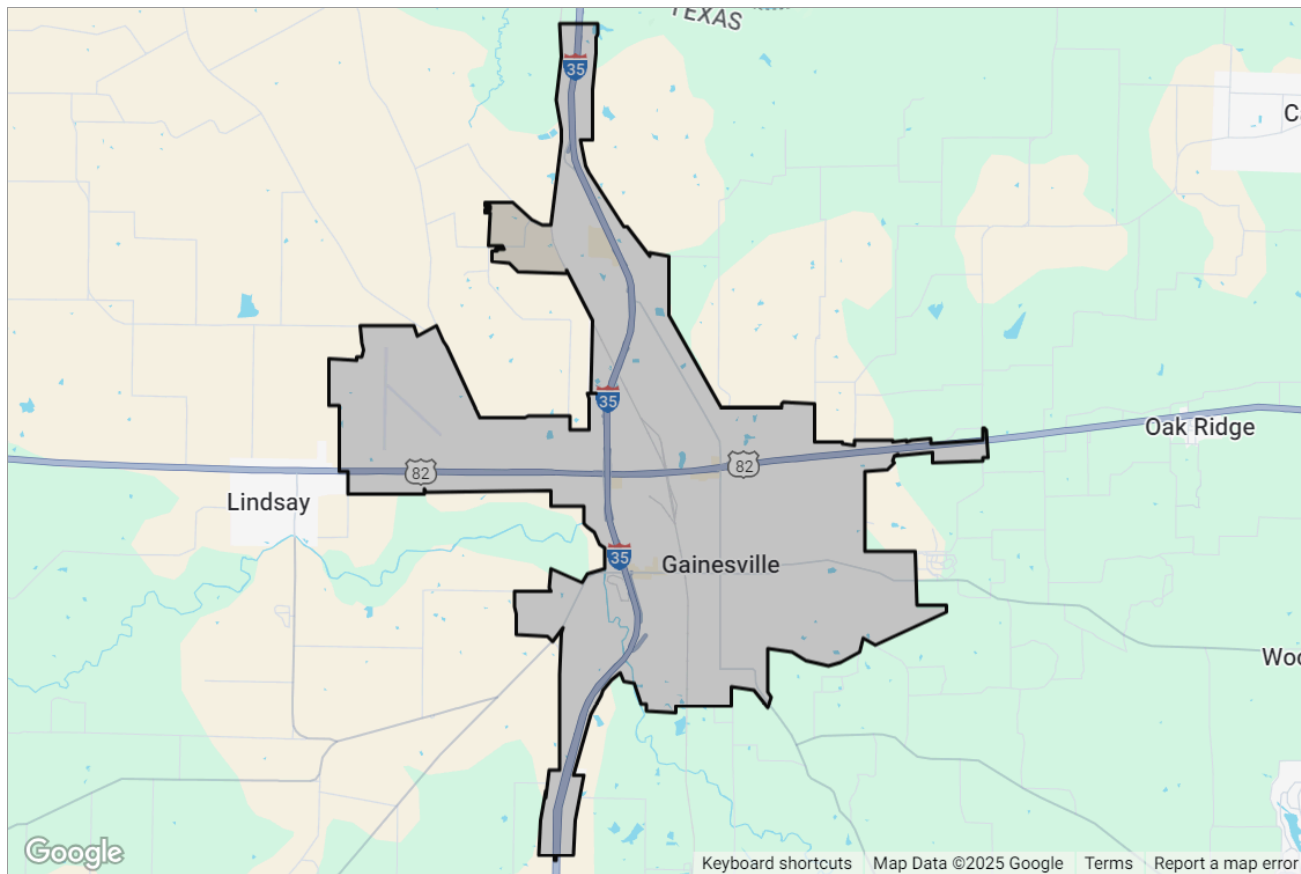 TEXAS
35
35
Oak Ridge
82
82
Lindsay
35
Gainesville
Google
Keyboard shortcuts
Map Data ©2025 Google
Terms
Report a map error